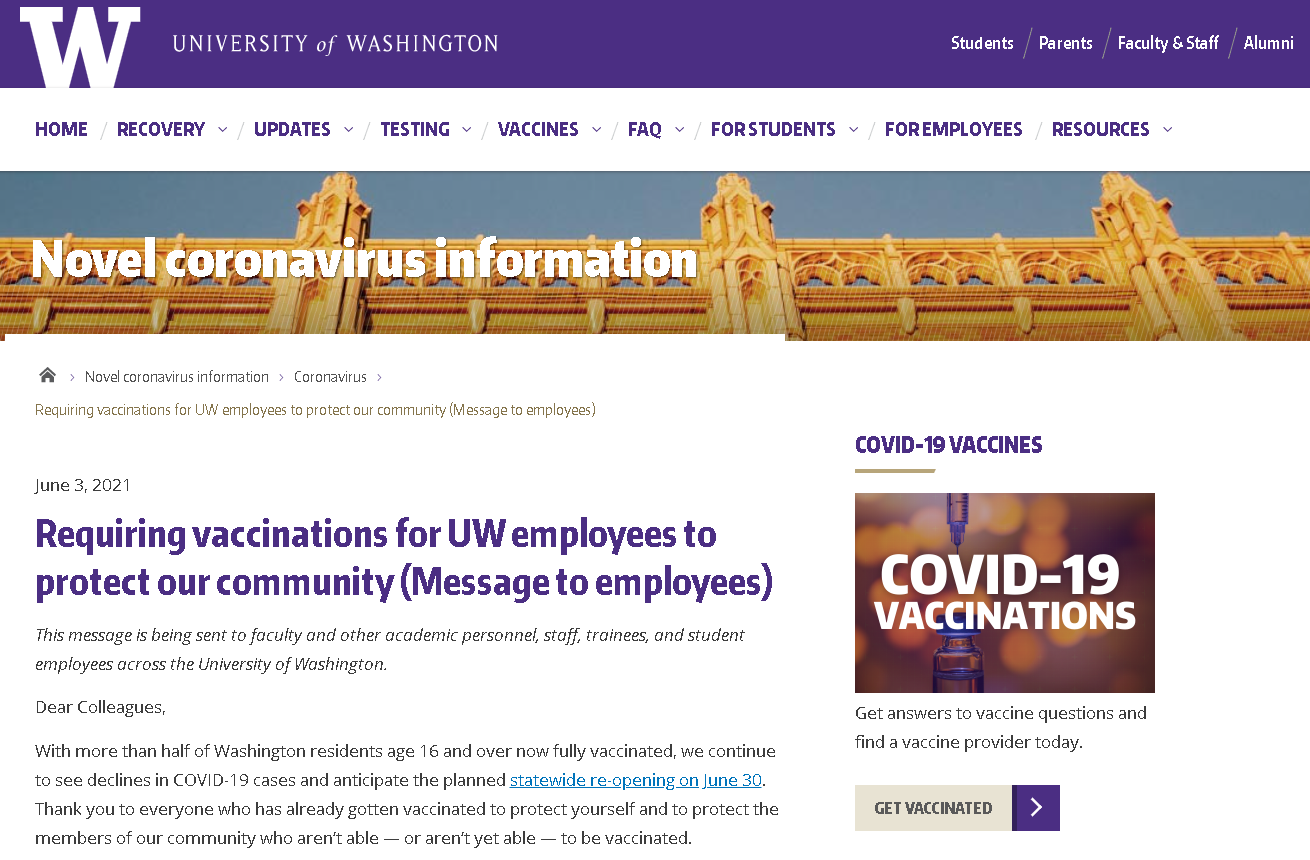 W UNIVERSITY of WASHINGTON
Students Parents Faculty & Staff Alumni
HOME RECOVERY UPDATES TESTING VACCINES FAQ FOR STUDENTS FOR EMPLOYEES RESOURCES
Novel coronavirus information
Novel coronavirus information Coronavirus
Requiring vaccinations for UW employees to protect our community (Message to employees)
June 3, 2021
Requiring vaccinations for UW employees to
protect our community (Message to employees)
This message is being sent to faculty and other academic personnel, staff, trainees, and student
employees across the University of Washington.
Dear Colleagues,
With more than half of Washington residents age 16 and over now fully vaccinated, we continue
to see declines in COVID-19 cases and anticipate the planned statewide re-opening on June 30.
Thank you to everyone who has already gotten vaccinated to protect yourself and to protect the
members of our community who aren’t able — or aren’t yet able — to be vaccinated.
COVID-19 VACCINES
COVID-19
VACCINATIONS
Get answers to vaccine questions and
find a vaccine provider today.
GET VACCINATED